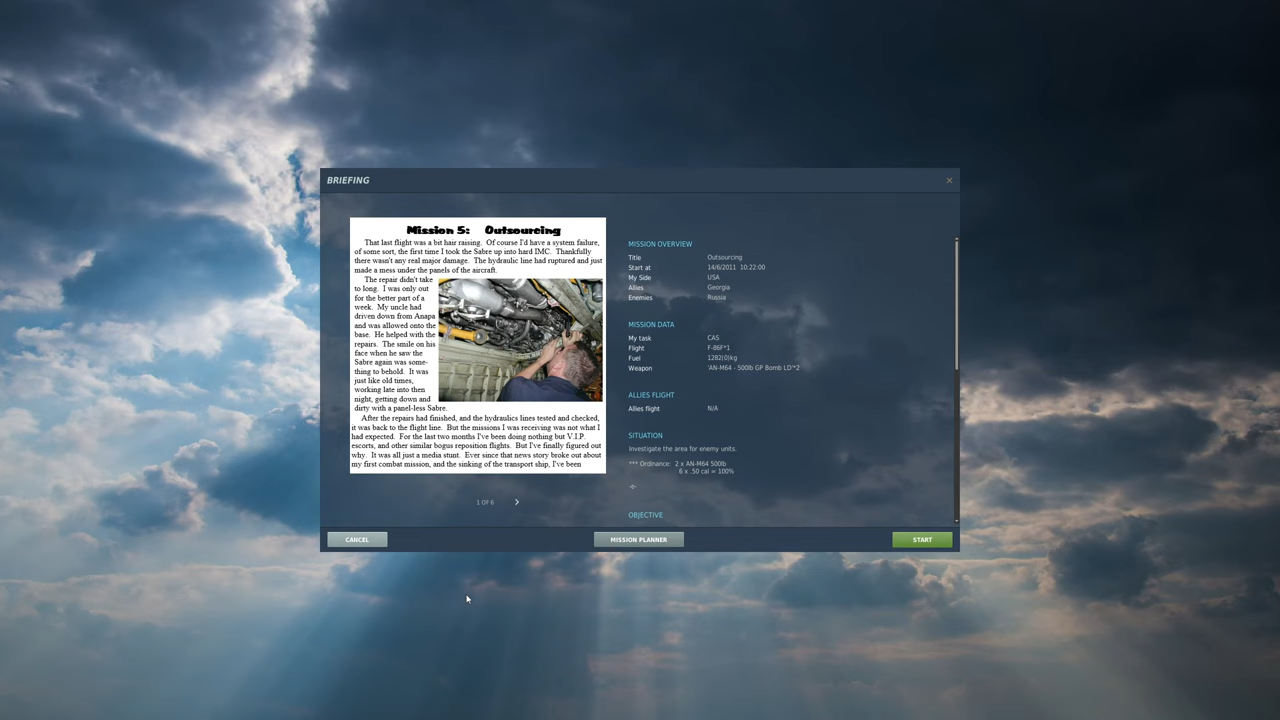 BRIEFING
Mission 5: Outsourcing
That last flight was a bit hair raising. Of course I'd have a system failure,
of some sort, the first time I took the Sabre up into hard IMC. Thankfully
there wasn't any real major damage. The hydraulic line had ruptured and just
made a mess under the panels of the aircraft.
The repair didn't take
to long. I was only out
for the better part of a
week. My uncle had
driven down from Anapa
and was allowed onto the
base. He helped with the
repairs. The smile on his
face when he saw the
Sabre again was some-
thing to behold. It was
just like old times,
working late into then
night, getting down and
dirty with a panel-less Sabre.
After the repairs had finished, and the hydraulics lines tested and checked,
it was back to the flight line. But the missions I was receiving was not what I
had expected. For the last two months I've been doing nothing but V.I.P.
escorts, and other similar bogus reposition flights. But I've finally figured out
why. It was all just a media stunt. Ever since that news story broke out about
my first combat mission, and the sinking of the transport ship, I've been
1 OF 6
MISSION OVERVIEW
Title Outsourcing
Start at 14/6/2011 10:22:00
My Side USA
Allies Georgia
Enemies Russia
MISSION DATA
My task CAS
Flight F-86F*1
Fuel 1282(0)kg
Weapon 'AN-M64 - 500lb GP Bomb LD'*2
ALLIES FLIGHT
Allies flight N/A
SITUATION
Investigate the area for enemy units.
*** Ordinance: 2 x AN-M64 500lb
6 x .50 cal = 100%
OBJECTIVE
CANCEL
MISSION PLANNER
START